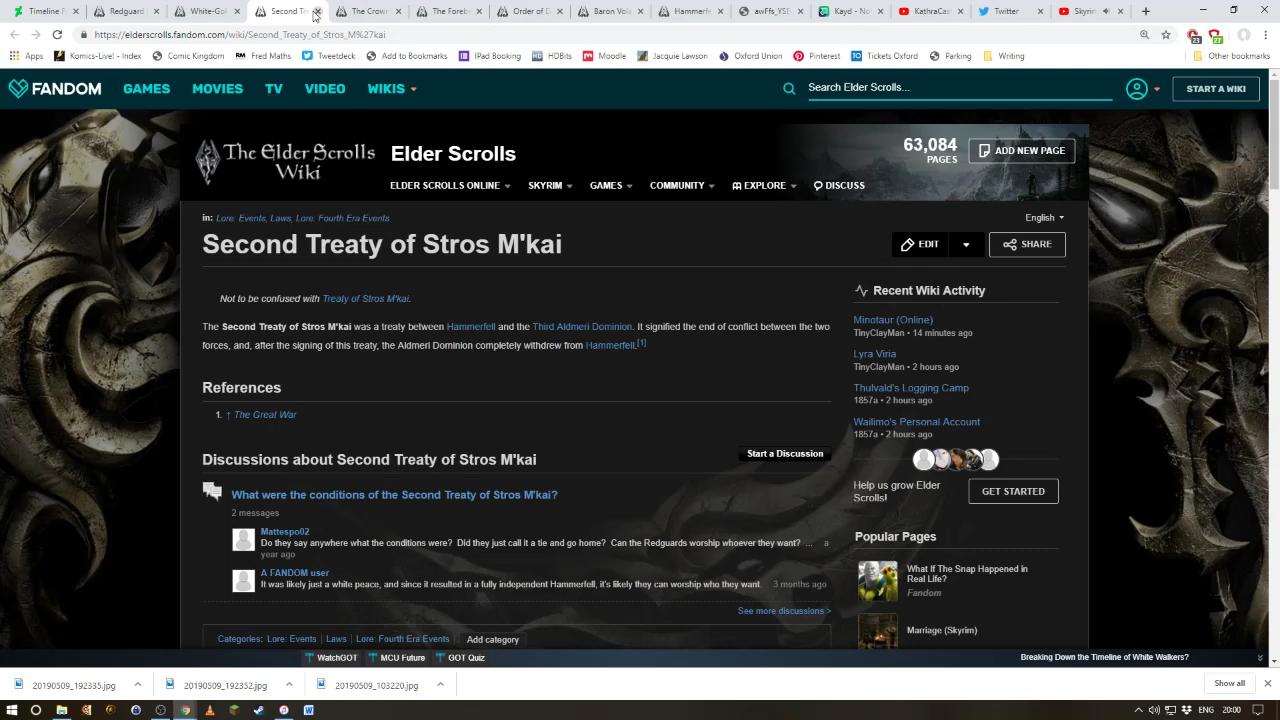 Timeline F
Redguard
White-Go
Second Tre
The Crown
The Foreb
Order of D
Baron Vola
Hammerfe
awFfs_YSE
Kayd - No
Skyrim
Twitter
Skyrim
https://elderscrolls.fandom.com/wiki/Second_Treaty_of_Stros_M%27kai
23
27
Apps
Komics-Live - Index
Comic Kingdom
Fred Maths
Tweetdeck
Add to Bookmarks
IPad Booking
HDBits
Moodle
Jacquie Lawson
Oxford Union
Pinterest
Tickets Oxford
Parking
Writing
Other bookmarks
FANDOM
GAMES
MOVIES
TV
VIDEO
WIKIS
Search Elder Scrolls...
START A WIKI
The Elder Scrolls
Wiki
Elder Scrolls
63,084
PAGES
ADD NEW PAGE
ELDER SCROLLS ONLINE
SKYRIM
GAMES
COMMUNITY
EXPLORE
DISCUSS
in: Lore: Events, Laws, Lore: Fourth Era Events
English
Second Treaty of Stros M'kai
EDIT
SHARE
Not to be confused with Treaty of Stros M'kai.
The Second Treaty of Stros M'kai was a treaty between Hammerfell and the Third Aldmeri Dominion. It signified the end of conflict between the two
forces, and, after the signing of this treaty, the Aldmeri Dominion completely withdrew from Hammerfell.[1]
References
1. ↑ The Great War
Discussions about Second Treaty of Stros M'kai
Start a Discussion
What were the conditions of the Second Treaty of Stros M'kai?
2 messages
Mattespo02
Do they say anywhere what the conditions were? Did they just call it a tie and go home? Can the Redguards worship whoever they want? ... a
year ago
A FANDOM user
It was likely just a white peace, and since it resulted in a fully independent Hammerfell, it's likely they can worship who they want. 3 months ago
See more discussions >
Categories: Lore: Events Laws Lore: Fourth Era Events Add category
Recent Wiki Activity
Minotaur (Online)
TinyClayMan • 14 minutes ago
Lyra Viria
TinyClayMan • 2 hours ago
Thulvald's Logging Camp
1857a • 2 hours ago
Wailimo's Personal Account
1857a • 2 hours ago
Help us grow Elder
Scrolls!
GET STARTED
Popular Pages
What If The Snap Happened in
Real Life?
Fandom
Marriage (Skyrim)
WatchGOT
MCU Future
GOT Quiz
Breaking Down the Timeline of White Walkers?
20190509_192335.jpg
20190509_192352.jpg
20190509_103220.jpg
Show all
20:00